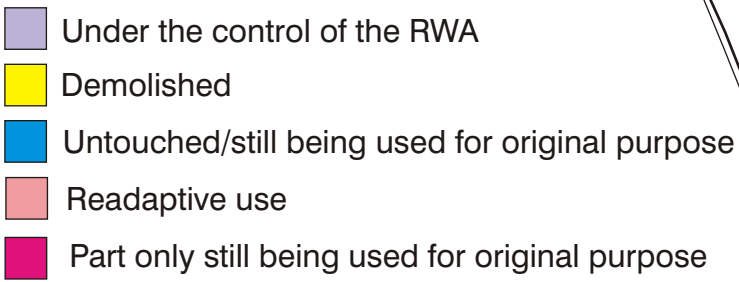 Under the control of the RWA
Demolished
Untouched/still being used for original purpose
Readaptive use
Part only still being used for original purpose